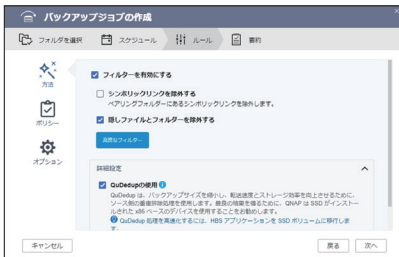 バックアップジョブの作成
フォルダを選択
スケジュール
ルール
要約
方法
ポリシー
オプション
フィルターを有効にする
シンボリックリンクを除外する
ペアリングフォルダーにあるシンボリックリンクを除外します。
隠しファイルとフォルダーを除外する
高度なフィルター
詳細設定
QuDedupの使用
QuDedup は、バックアップサイズを縮小し、転送速度とストレージ効率を向上させるために、
ソース側の重複排除処理を使用します。最良の結果を得るために、QNAP は SSD がインストー
ルされた x86 ベースのデバイスを使用することをお勧めします。
QuDedup 処理を高速化するには、HBS アプリケーションを SSD ボリュームに移行しま
す。
キャンセル
戻る
次へ